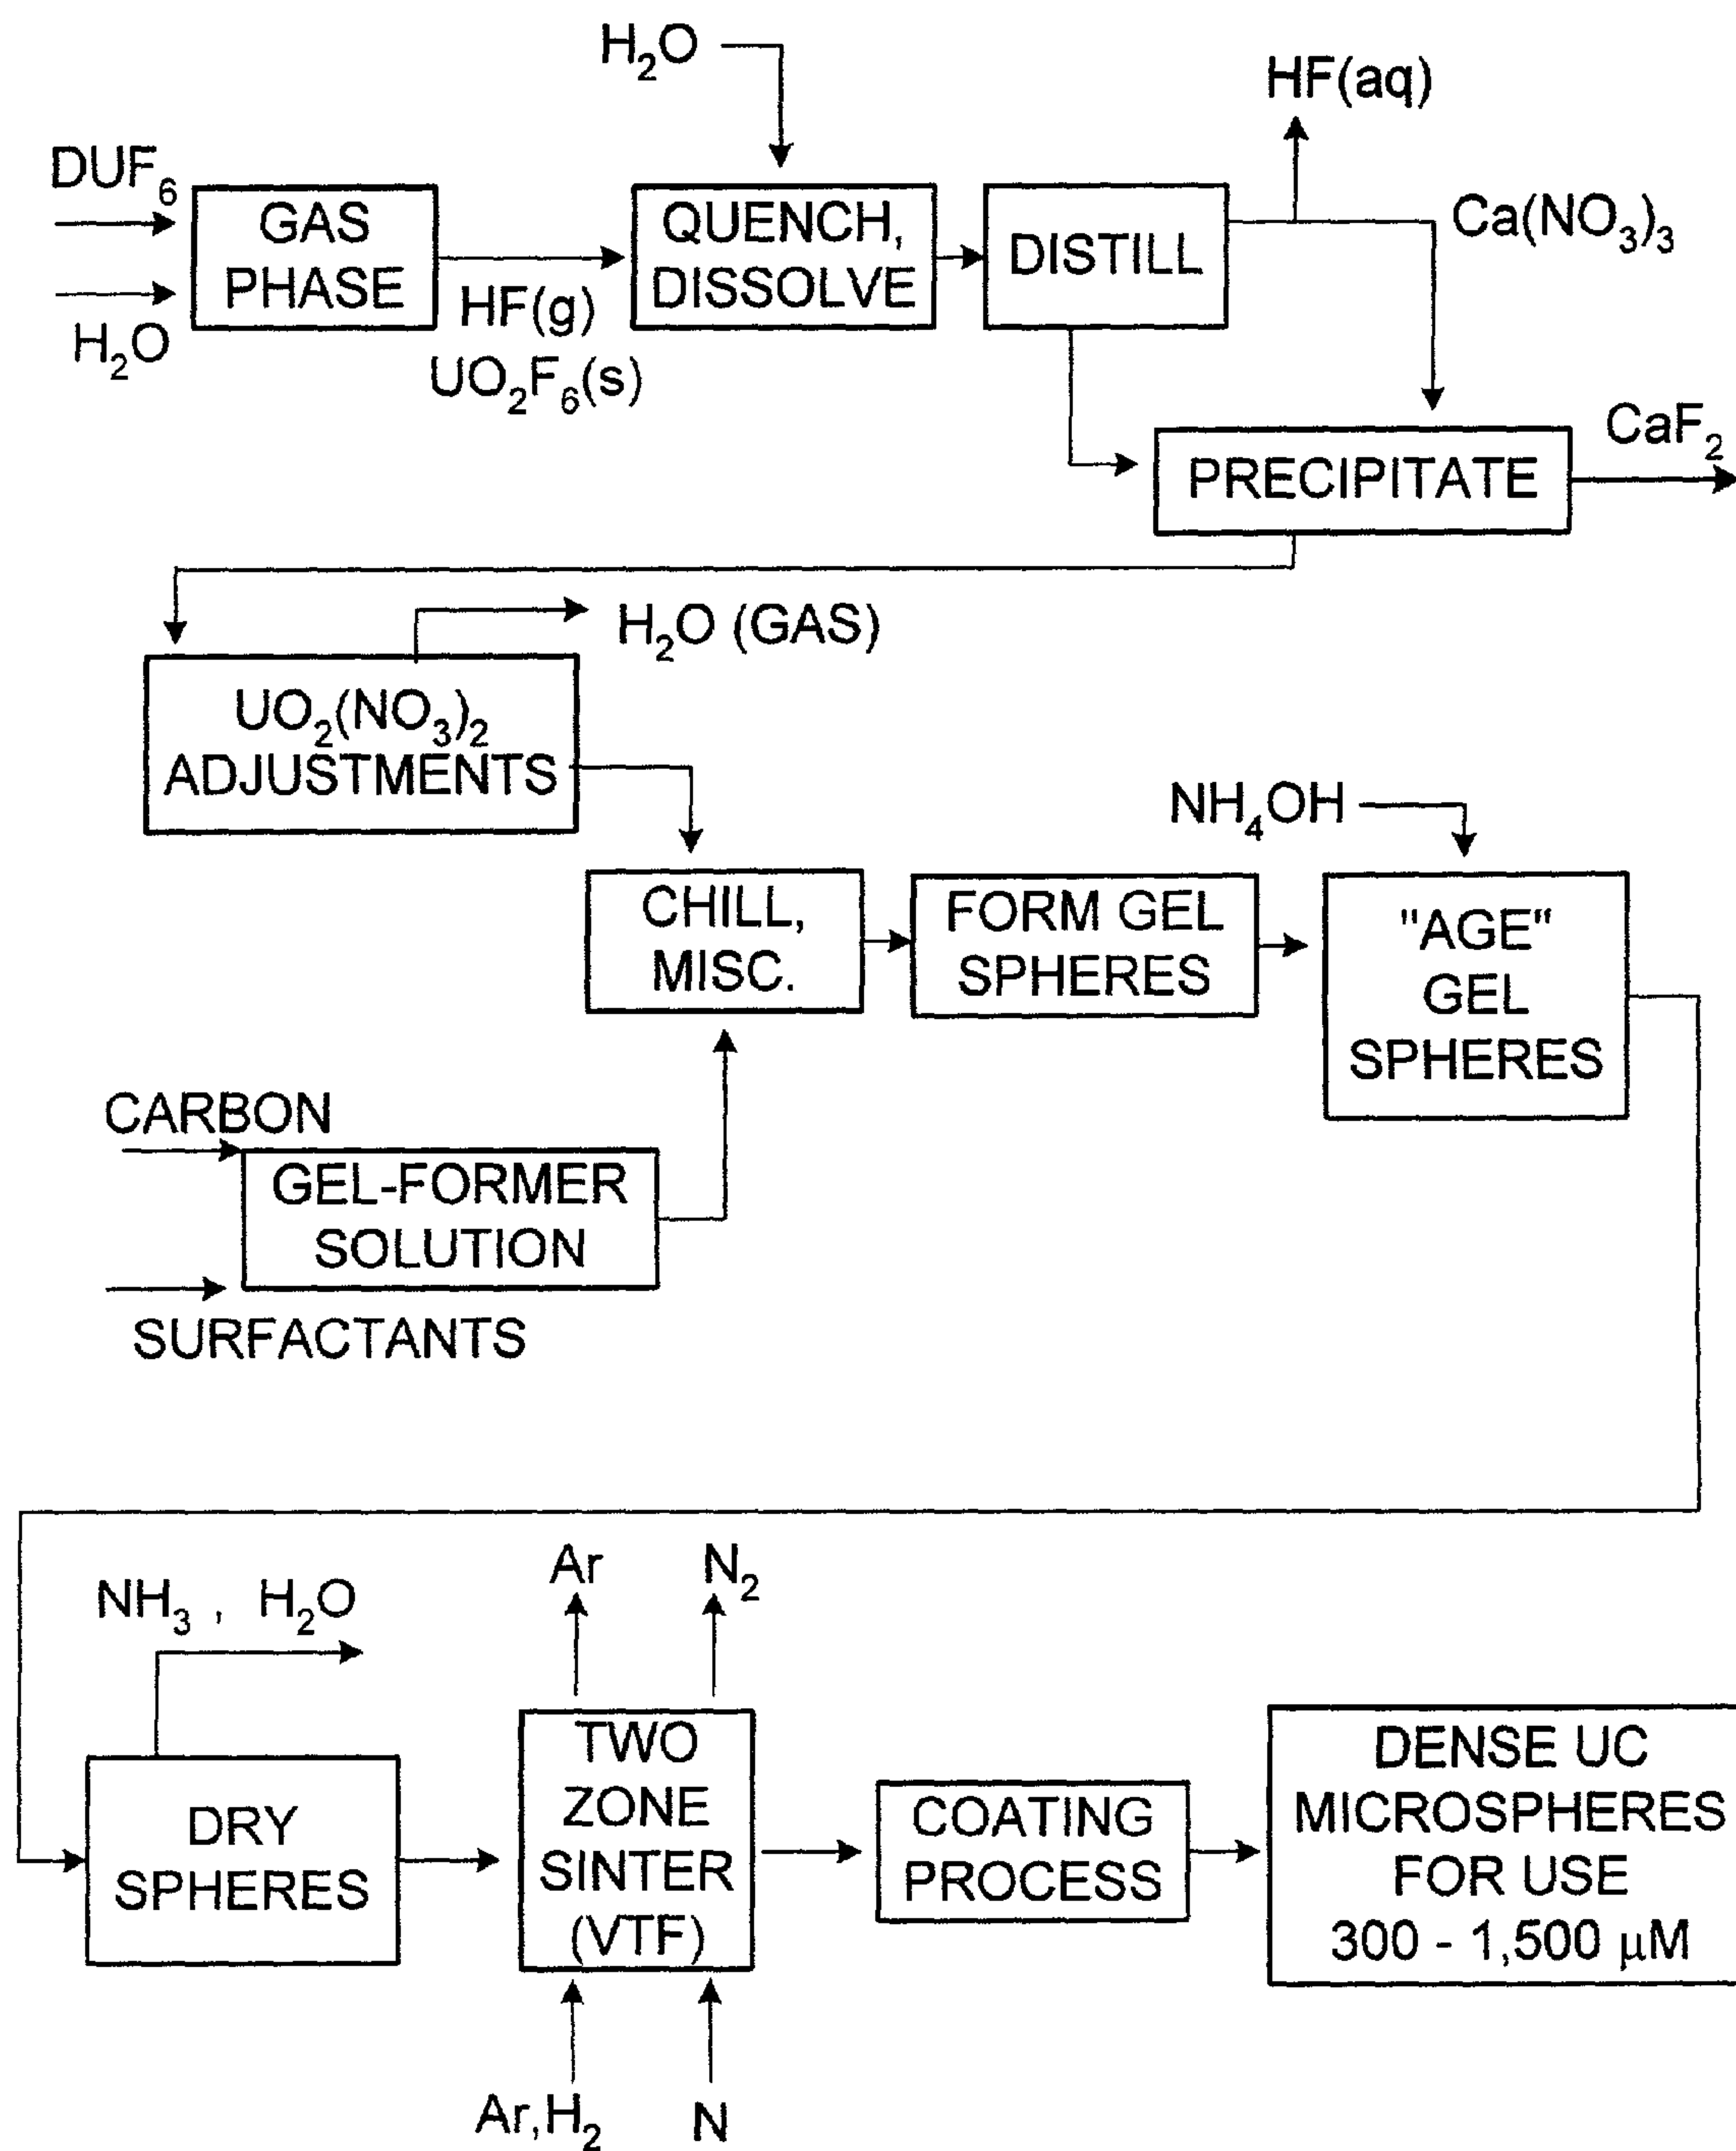 H₂O
HF(aq)
DUF₆
GAS
PHASE
H₂O
HF(g)
UO₂F₆(s)
QUENCH,
DISSOLVE
DISTILL
Ca(NO₃)₃
PRECIPITATE
CaF₂
H₂O (GAS)
UO₂(NO₃)₂
ADJUSTMENTS
NH₄OH
CHILL,
MISC.
FORM GEL
SPHERES
"AGE"
GEL
SPHERES
CARBON
GEL-FORMER
SOLUTION
SURFACTANTS
NH₃ , H₂O
Ar
N₂
DRY
SPHERES
TWO
ZONE
SINTER
(VTF)
Ar,H₂
N
COATING
PROCESS
DENSE UC
MICROSPHERES
FOR USE
300 - 1,500 μM